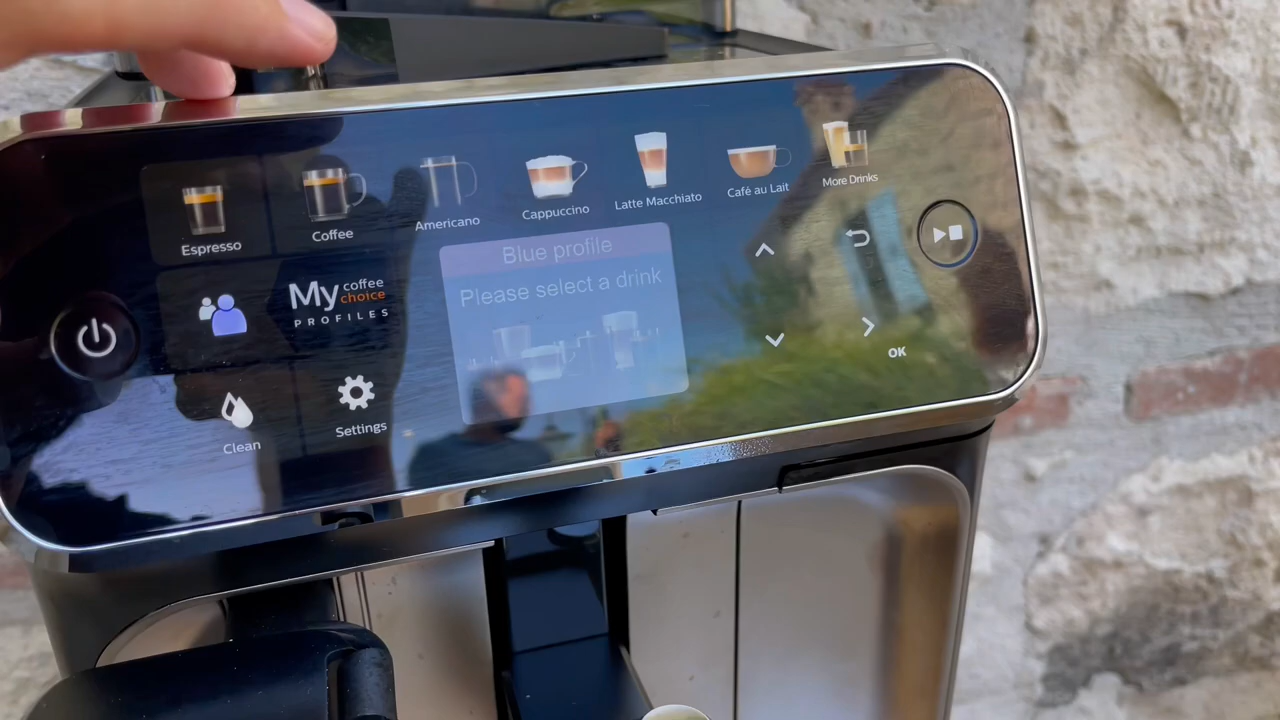 Espresso
Coffee
Americano
Cappuccino
Latte Macchiato
Café au Lait
More Drinks
My coffee choice
PROFILES
Blue profile
Please select a drink
OK
Clean
Settings